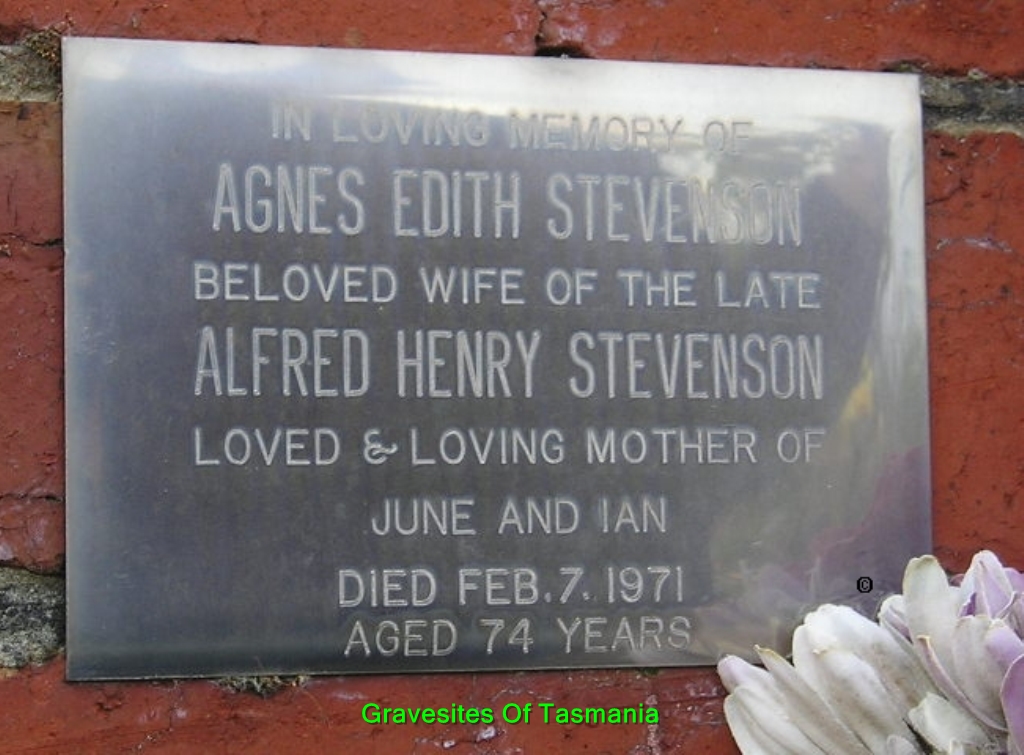 IN LOVING MEMORY OF
AGNES EDITH STEVENSON
BELOVED WIFE OF THE LATE
ALFRED HENRY STEVENSON
LOVED & LOVING MOTHER OF
JUNE AND IAN
DIED FEB. 7. 1971
AGED 74 YEARS
©
Gravesites Of Tasmania